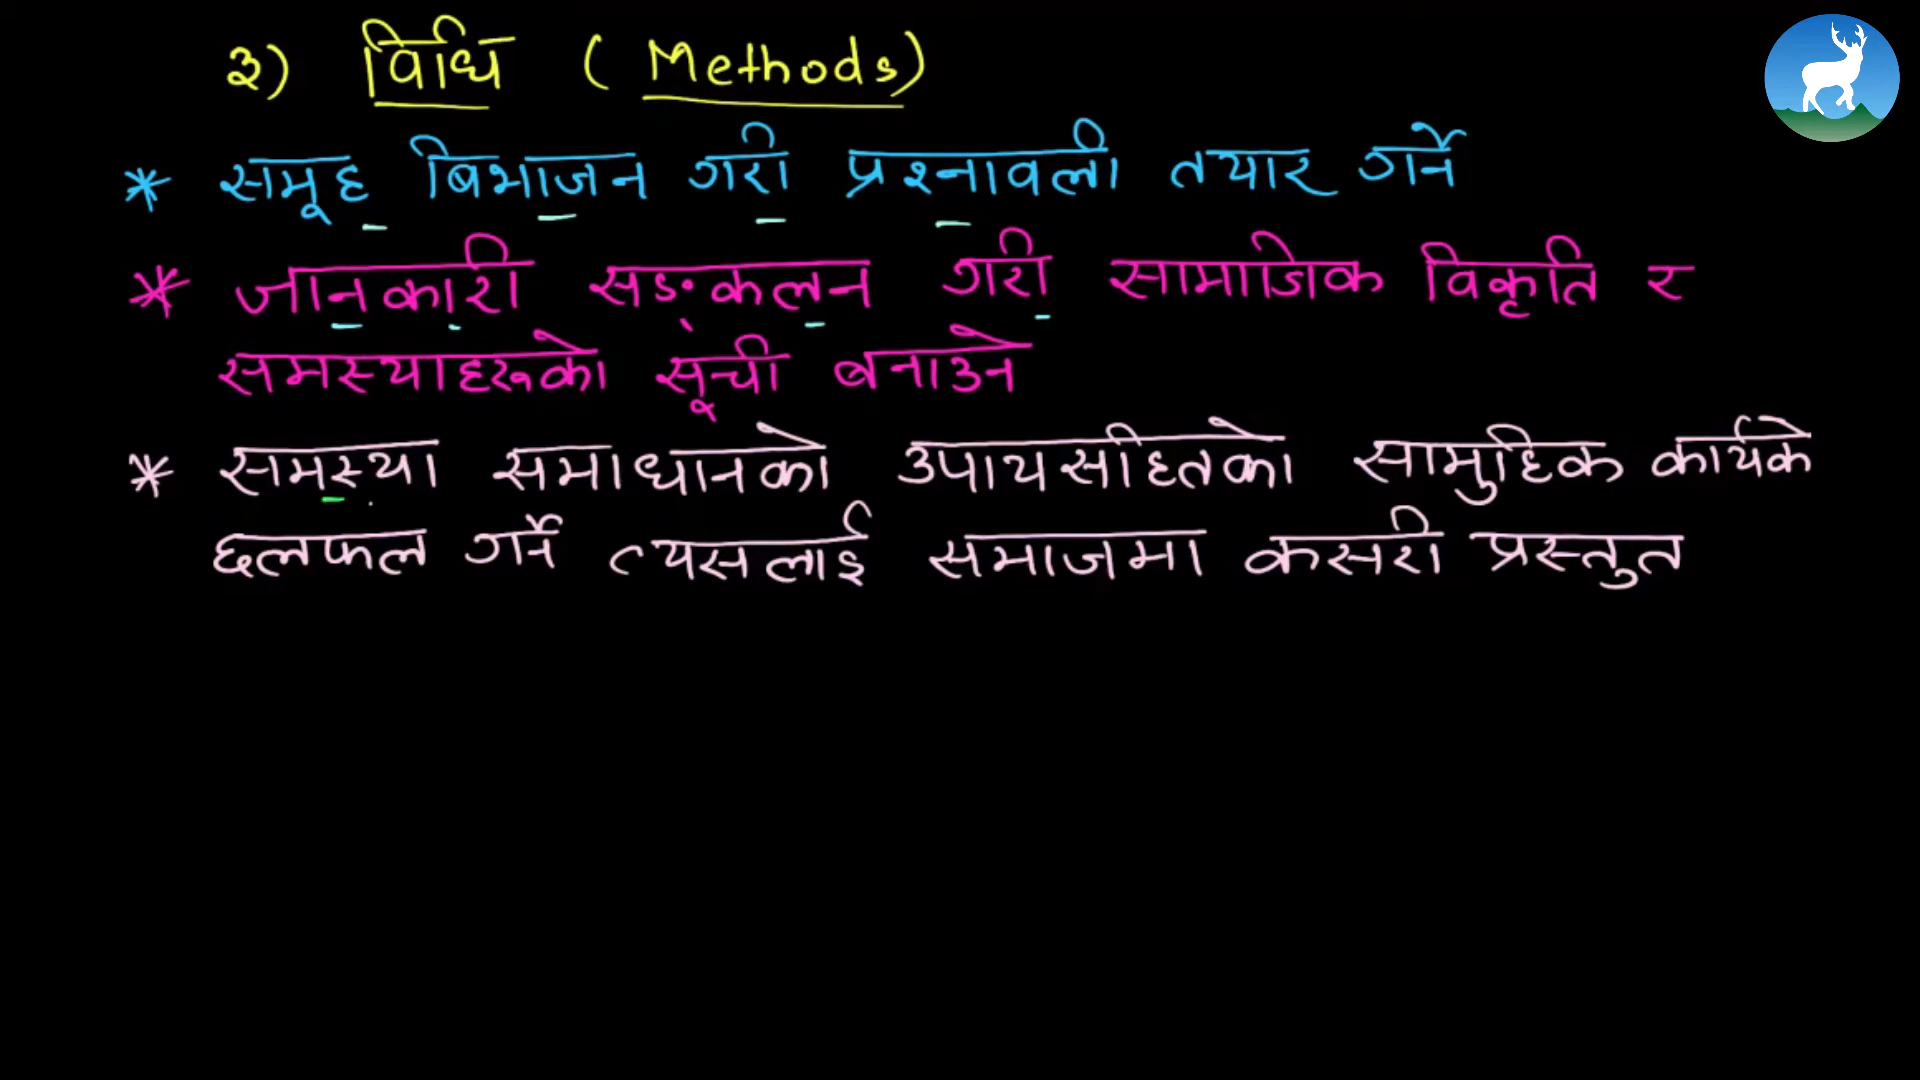 ३) विधि ( Methods)
* समूह बिभाजन गरी प्रश्नावली तयार गर्ने
* जानकारी सङ्कलन गरी सामाजिक विकृति र
समस्याहरूको सूची बनाउने
* समस्या समाधानको उपायसहितको सामुहिक कार्यके
छलफल गर्ने त्यसलाई समाजमा कसरी प्रस्तुत